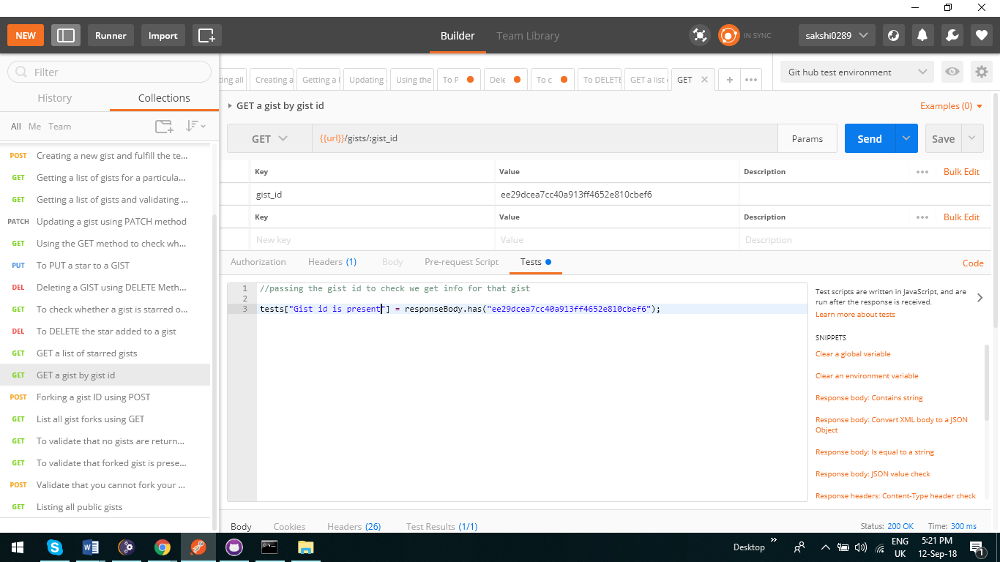 NEW
Runner
Import
Builder
Team Library
IN SYNC
sakshi0289
Filter
History
Collections
All Me Team
POST Creating a new gist and fulfill the te...
GET Getting a list of gists for a particula...
GET Getting a list of gists and validating ...
PATCH Updating a gist using PATCH method
GET Using the GET method to check wh...
PUT To PUT a star to a GIST
DEL Deleting a GIST using DELETE Meth...
GET To check whether a gist is starred o...
DEL To DELETE the star added to a gist
GET GET a list of starred gists
GET GET a gist by gist id
POST Forking a gist ID using POST
GET List all gist forks using GET
GET To validate that no gists are return...
GET To validate that forked gist is prese...
POST Validate that you cannot fork your ...
GET Listing all public gists
ting all Creating a Getting a l Updating Using the To P Dele To c To DELETE GET a list GET
Git hub test environment
GET a gist by gist id
Examples (0)
GET {{url}}/gists/:gist_id Params Send Save
Key Value Description Bulk Edit
gist_id ee29dcea7cc40a913ff4652e810cbef6
Key Value Description Bulk Edit
New key Value Description
Authorization Headers (1) Body Pre-request Script Tests Code
1 //passing the gist id to check we get info for that gist
2
3 tests["Gist id is present"] = responseBody.has("ee29dcea7cc40a913ff4652e810cbef6");
Test scripts are written in JavaScript, and are
run after the response is received.
Learn more about tests
SNIPPETS
Clear a global variable
Clear an environment variable
Response body: Contains string
Response body: Convert XML body to a JSON
Object
Response body: Is equal to a string
Response body: JSON value check
Response headers: Content-Type header check
Body Cookies Headers (26) Test Results (1/1) Status: 200 OK Time: 300 ms
Desktop
ENG
UK
5:21 PM
12-Sep-18
1